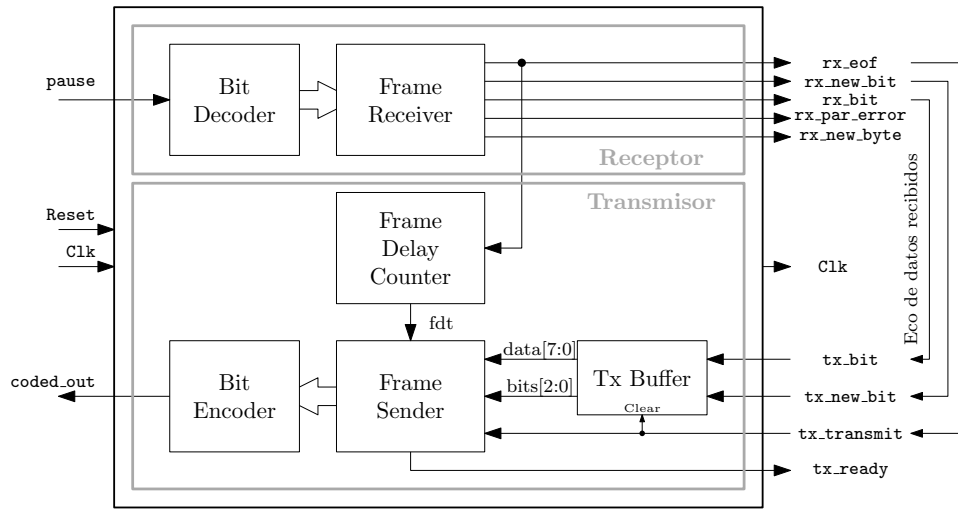 pause
Bit
Decoder
Frame
Receiver
rx_eof
rx_new_bit
rx_bit
rx_par_error
rx_new_byte
Receptor
Transmisor
Reset
Clk
Frame
Delay
Counter
Clk
Eco de datos recibidos
fdt
coded_out
Bit
Encoder
Frame
Sender
data[7:0]
bits[2:0]
Tx Buffer
Clear
tx_bit
tx_new_bit
tx_transmit
tx_ready